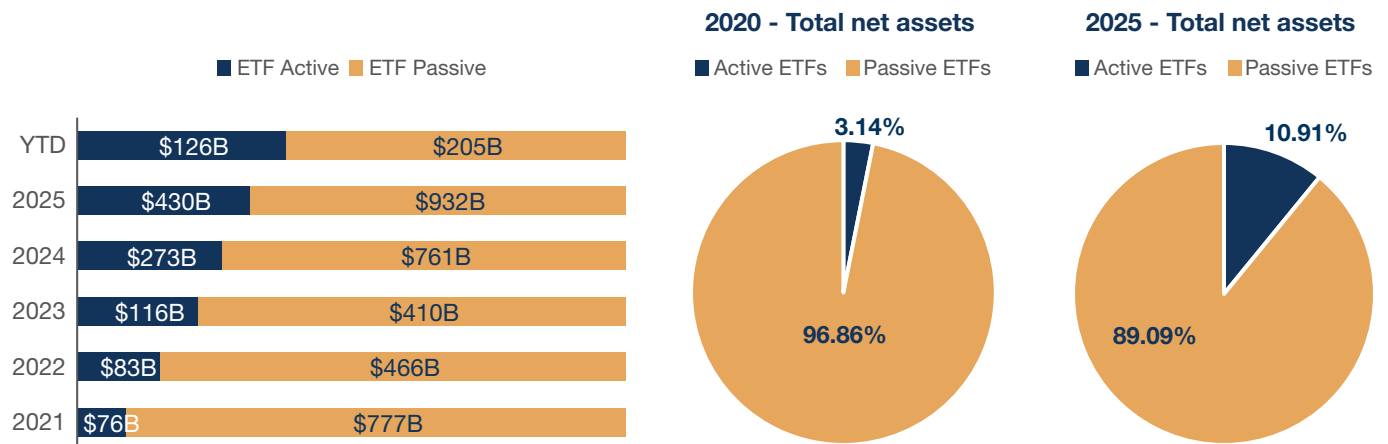 ETF Active ETF Passive
YTD $126B $205B
2025 $430B $932B
2024 $273B $761B
2023 $116B $410B
2022 $83B $466B
2021 $76B $777B
2020 - Total net assets
Active ETFs Passive ETFs
3.14%
96.86%
2025 - Total net assets
Active ETFs Passive ETFs
10.91%
89.09%